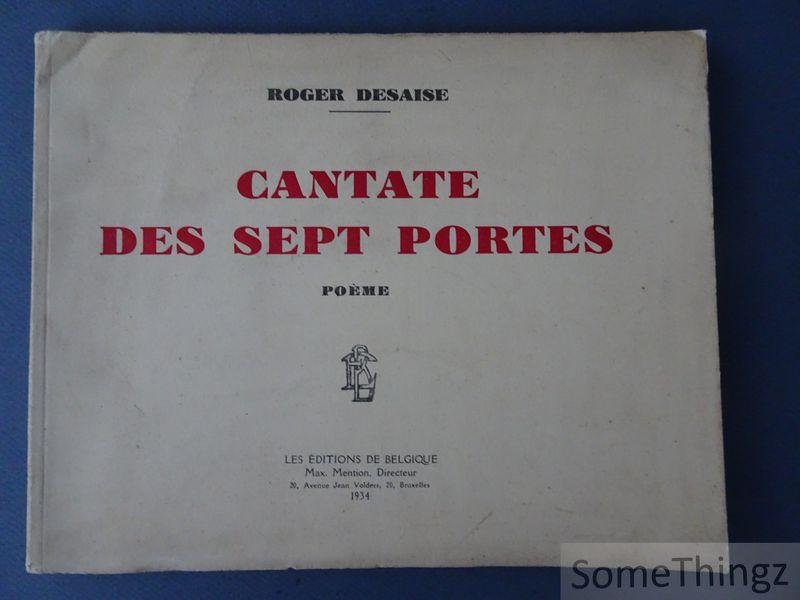 ROGER DESAISE
CANTATE
DES SEPT PORTES
POÈME
LES ÉDITIONS DE BELGIQUE
Max. Mention, Directeur
20, Avenue Jean Volders, 20, Bruxelles
1934
SomeThingz